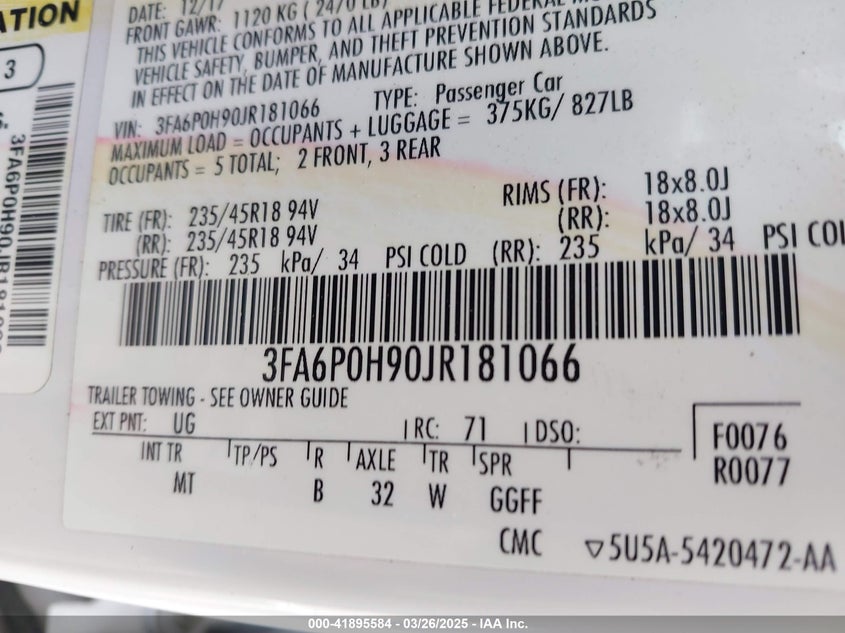 ATION
3
3FA6P0H90JR181066
DATE: 12/17
FRONT GAWR: 1120 KG ( 2470 LB)
THIS VEHICLE CONFORMS TO ALL APPLICABLE FEDERAL
VEHICLE SAFETY, BUMPER, AND THEFT PREVENTION STANDARDS
IN EFFECT ON THE DATE OF MANUFACTURE SHOWN ABOVE.
VIN: 3FA6P0H90JR181066 TYPE: Passenger Car
MAXIMUM LOAD = OCCUPANTS + LUGGAGE = 375KG/ 827LB
OCCUPANTS = 5 TOTAL; 2 FRONT, 3 REAR
RIMS (FR): 18x8.0J
TIRE (FR): 235/45R18 94V (RR): 18x8.0J
(RR): 235/45R18 94V
PRESSURE (FR): 235 kPa/ 34 PSI COLD (RR): 235 kPa/ 34 PSI COL
3FA6P0H90JR181066
TRAILER TOWING - SEE OWNER GUIDE
EXT PNT: UG RC: 71 DSO:
INT TR TP/PS R AXLE TR SPR
MT B 32 W GGFF
F0076
R0077
CMC ▽5U5A-5420472-AA
000-41895584 - 03/26/2025 - IAA Inc.